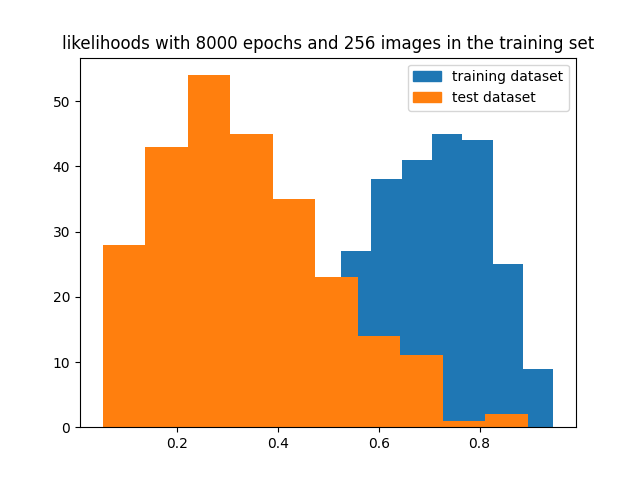 likelihoods with 8000 epochs and 256 images in the training set
training dataset
test dataset
50
40
30
20
10
0
0.2 0.4 0.6 0.8